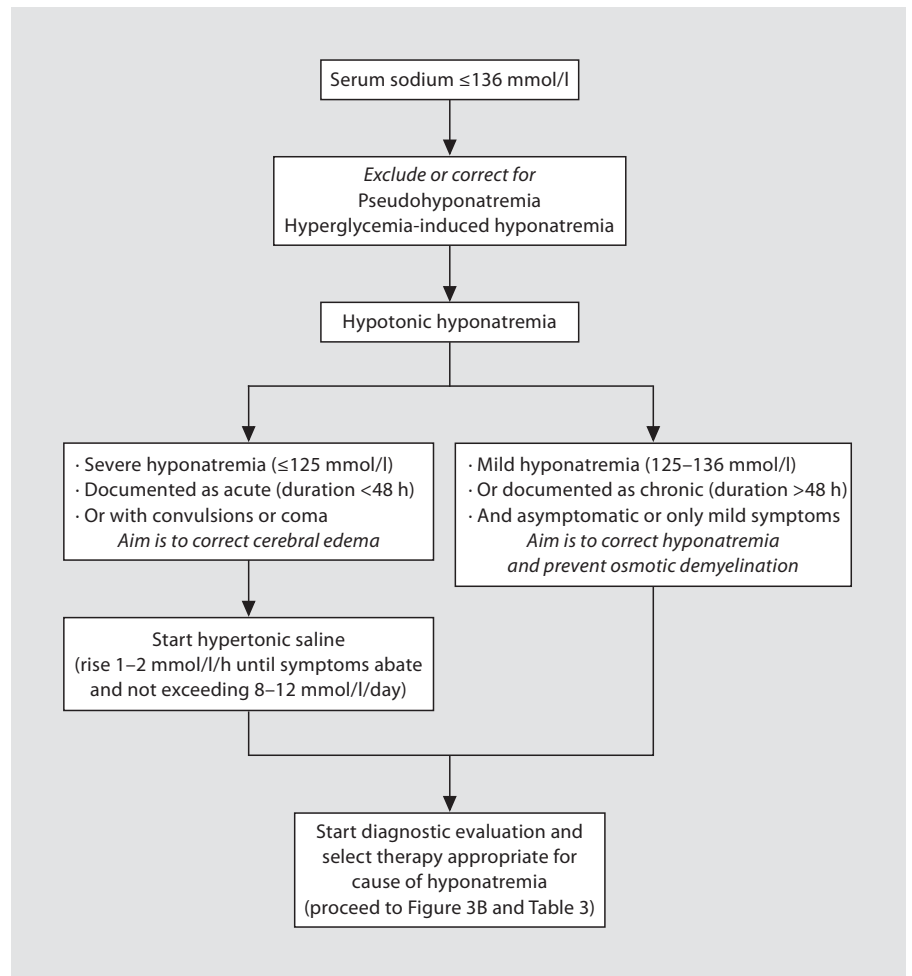 Serum sodium ≤136 mmol/l
Exclude or correct for
Pseudohyponatremia
Hyperglycemia-induced hyponatremia
Hypotonic hyponatremia
· Severe hyponatremia (≤125 mmol/l)
· Documented as acute (duration <48 h)
· Or with convulsions or coma
Aim is to correct cerebral edema
· Mild hyponatremia (125–136 mmol/l)
· Or documented as chronic (duration >48 h)
· And asymptomatic or only mild symptoms
Aim is to correct hyponatremia
and prevent osmotic demyelination
Start hypertonic saline
(rise 1–2 mmol/l/h until symptoms abate
and not exceeding 8–12 mmol/l/day)
Start diagnostic evaluation and
select therapy appropriate for
cause of hyponatremia
(proceed to Figure 3B and Table 3)